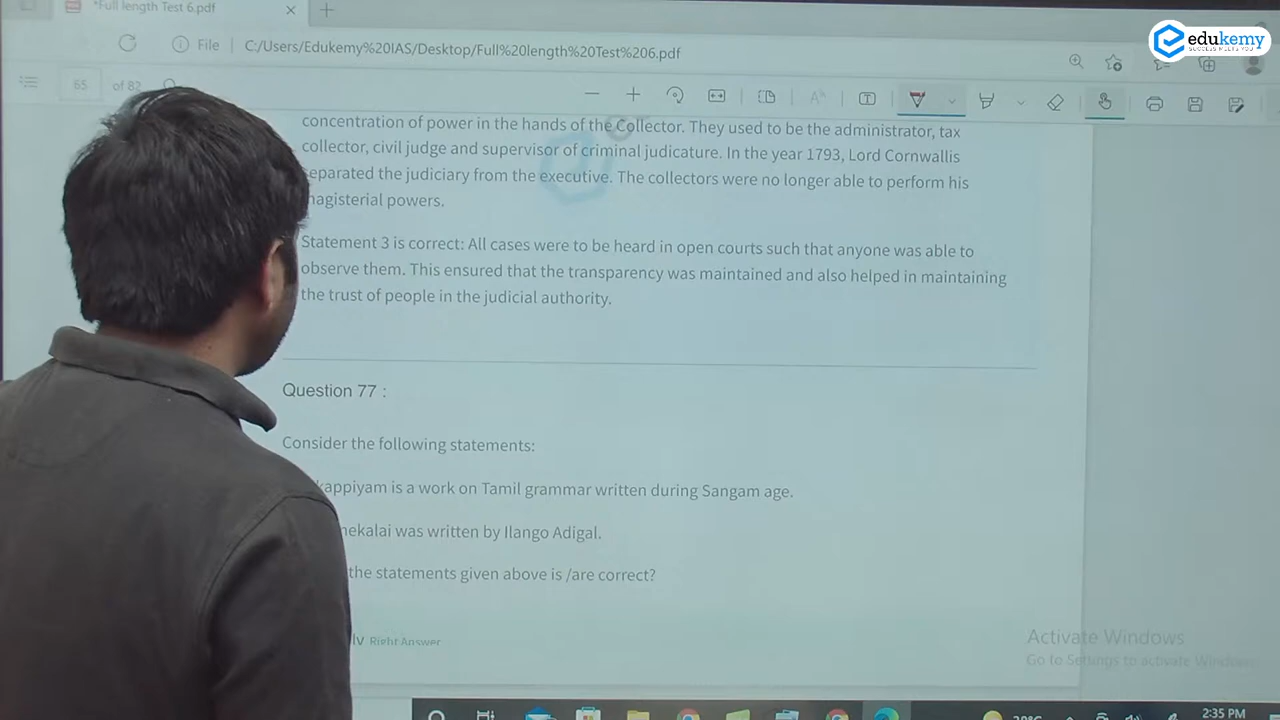 *Full length Test 6.pdf
edukemy
SUCCESS MEETS YOU
File C:/Users/Edukemy%20IAS/Desktop/Full%20length%20Test%206.pdf
65 of 82
concentration of power in the hands of the Collector. They used to be the administrator, tax
collector, civil judge and supervisor of criminal judicature. In the year 1793, Lord Cornwallis
eparated the judiciary from the executive. The collectors were no longer able to perform his
nagisterial powers.
Statement 3 is correct: All cases were to be heard in open courts such that anyone was able to
observe them. This ensured that the transparency was maintained and also helped in maintaining
the trust of people in the judicial authority.
Question 77 :
Consider the following statements:
kappiyam is a work on Tamil grammar written during Sangam age.
nekalai was written by Ilango Adigal.
the statements given above is /are correct?
ly Right Answer
Activate Windows
Go to Settings to activate Windows.
2:35 PM